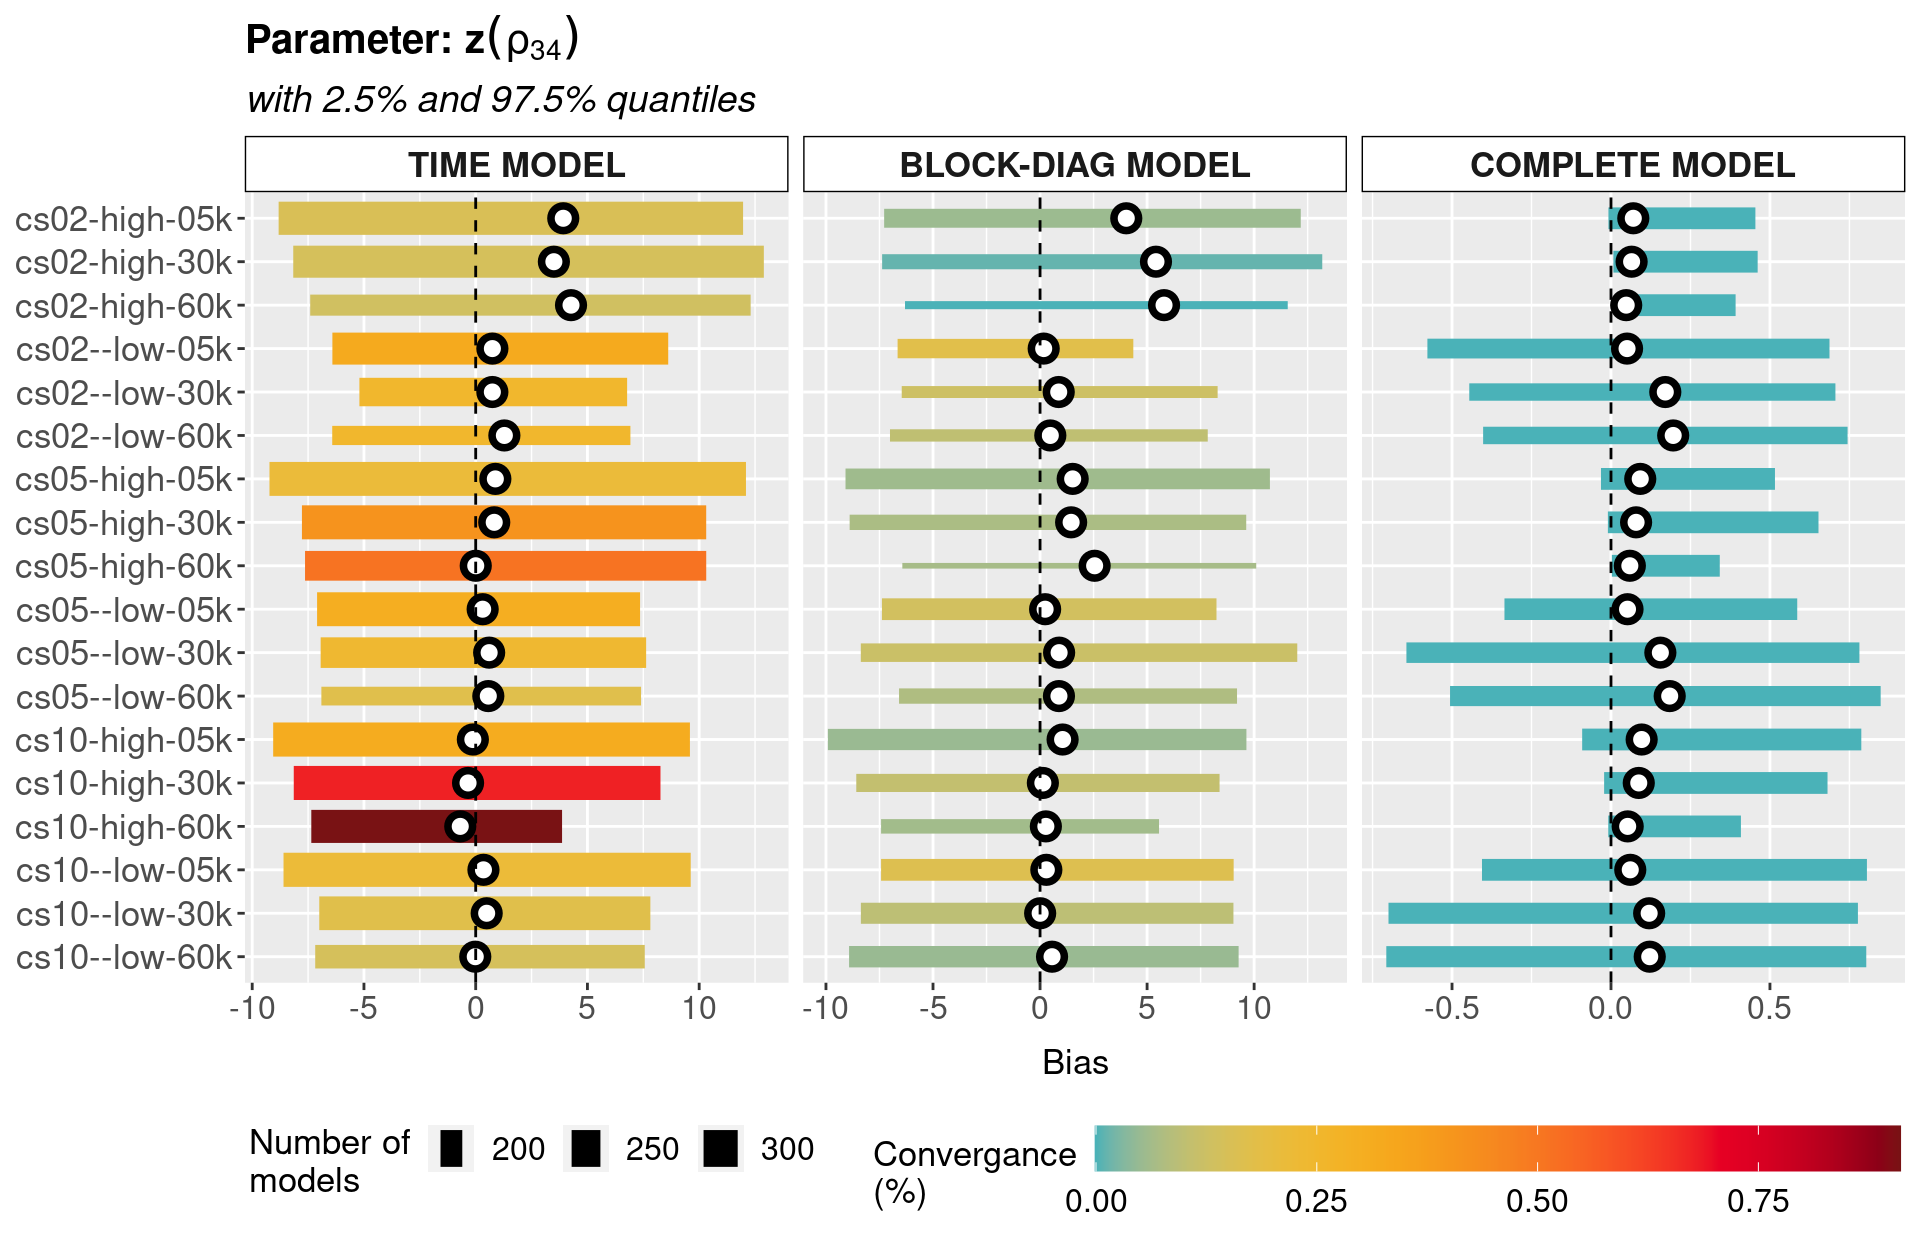 Parameter: z(ρ34)
with 2.5% and 97.5% quantiles
TIME MODEL
BLOCK-DIAG MODEL
COMPLETE MODEL
cs02-high-05k
cs02-high-30k
cs02-high-60k
cs02--low-05k
cs02--low-30k
cs02--low-60k
cs05-high-05k
cs05-high-30k
cs05-high-60k
cs05--low-05k
cs05--low-30k
cs05--low-60k
cs10-high-05k
cs10-high-30k
cs10-high-60k
cs10--low-05k
cs10--low-30k
cs10--low-60k
-10 -5 0 5 10
-10 -5 0 5 10
-0.5 0.0 0.5
Bias
Number of
models
200 250 300
Convergance
(%)
0.00 0.25 0.50 0.75